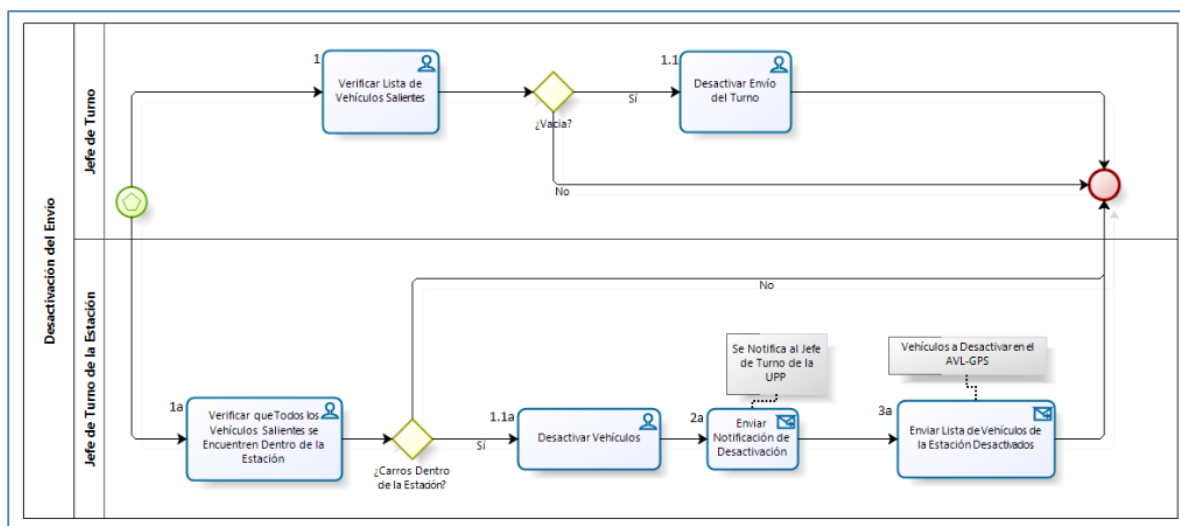 Desactivación del Envío
Jefe de Turno
1
Verificar Lista de
Vehículos Salientes
¿Vacia?
Sí
No
1.1
Desactivar Envío
del Turno
Jefe de Turno de la Estación
1a
Verificar que Todos los
Vehículos Salientes se
Encuentren Dentro de la
Estación
¿Carros Dentro
de la Estación?
Sí
No
1.1a
Desactivar Vehículos
Se Notifica al Jefe
de Turno de la
UPP
2a
Enviar
Notificación de
Desactivación
Vehículos a Desactivar en el
AVL-GPS
3a
Enviar Lista de Vehículos de
la Estación Desactivados